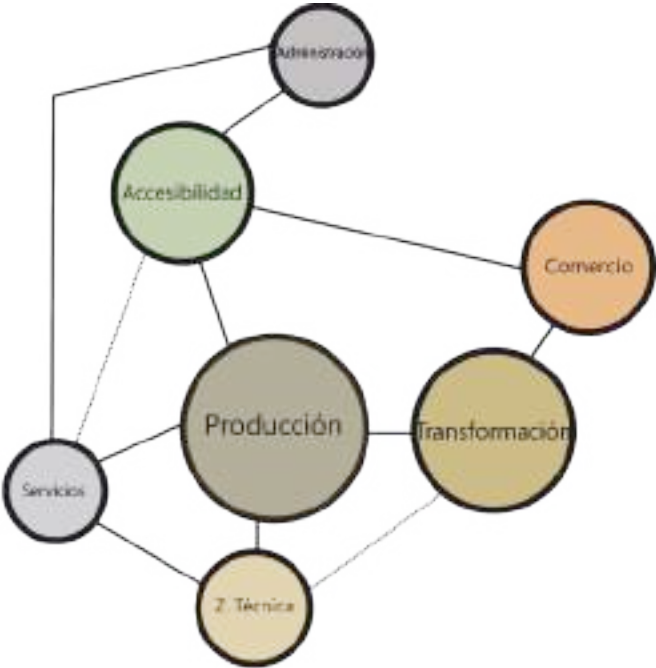 Administración
Accesibilidad
Comercio
Producción
Transformación
Servicios
Z. Técnica